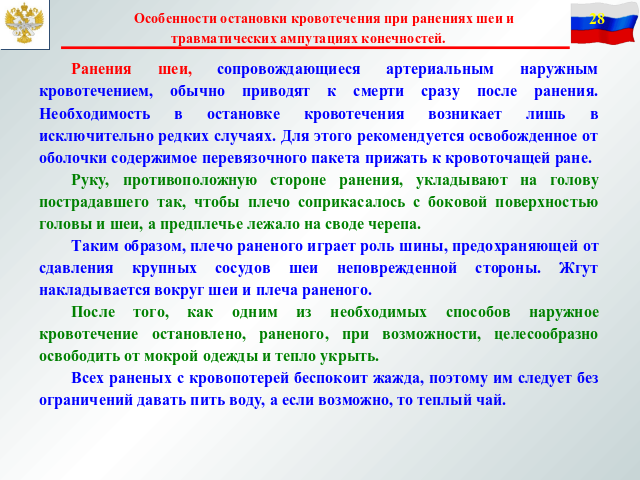 Особенности остановки кровотечения при ранениях шеи и
травматических ампутациях конечностей.
28
Ранения шеи, сопровождающиеся артериальным наружным
кровотечением, обычно приводят к смерти сразу после ранения.
Необходимость в остановке кровотечения возникает лишь в
исключительно редких случаях. Для этого рекомендуется освобожденное от
оболочки содержимое перевязочного пакета прижать к кровоточащей ране.
Руку, противоположную стороне ранения, укладывают на голову
пострадавшего так, чтобы плечо соприкасалось с боковой поверхностью
головы и шеи, а предплечье лежало на своде черепа.
Таким образом, плечо раненого играет роль шины, предохраняющей от
сдавления крупных сосудов шеи неповрежденной стороны. Жгут
накладывается вокруг шеи и плеча раненого.
После того, как одним из необходимых способов наружное
кровотечение остановлено, раненого, при возможности, целесообразно
освободить от мокрой одежды и тепло укрыть.
Всех раненых с кровопотерей беспокоит жажда, поэтому им следует без
ограничений давать пить воду, а если возможно, то теплый чай.